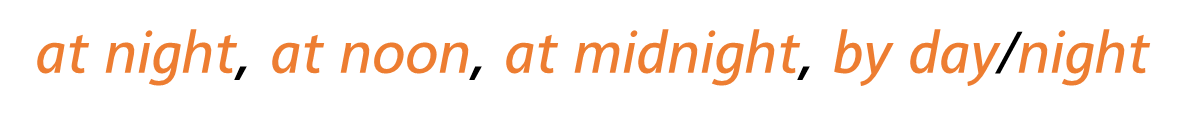 at night, at noon, at midnight, by day/night